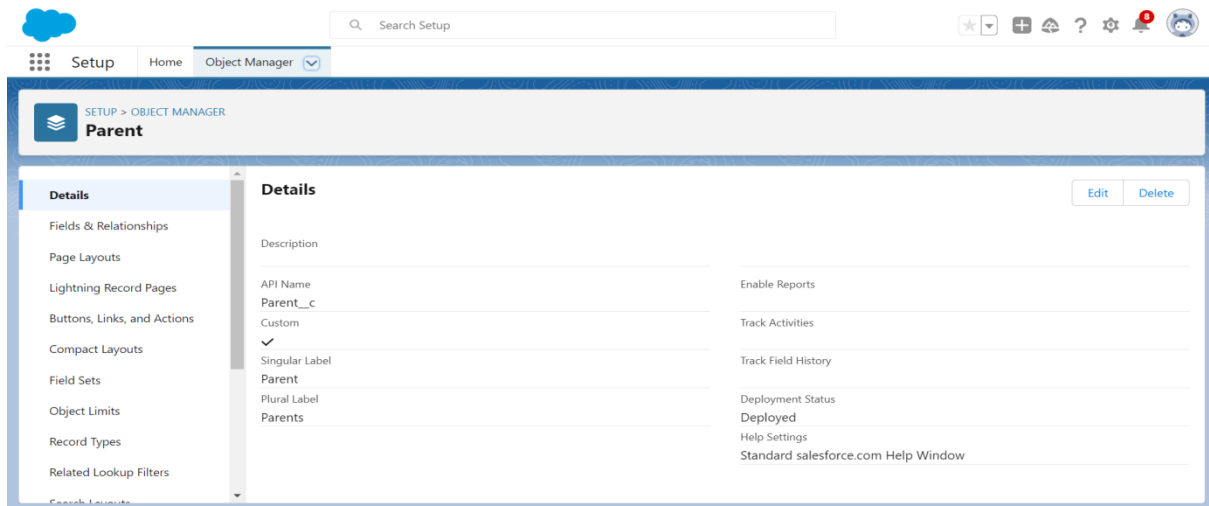 Search Setup
8
Setup
Home
Object Manager
SETUP > OBJECT MANAGER
Parent
Details
Fields & Relationships
Page Layouts
Lightning Record Pages
Buttons, Links, and Actions
Compact Layouts
Field Sets
Object Limits
Record Types
Related Lookup Filters
Search Layouts
Details
Edit
Delete
Description
API Name
Parent__c
Custom
Singular Label
Parent
Plural Label
Parents
Enable Reports
Track Activities
Track Field History
Deployment Status
Deployed
Help Settings
Standard salesforce.com Help Window